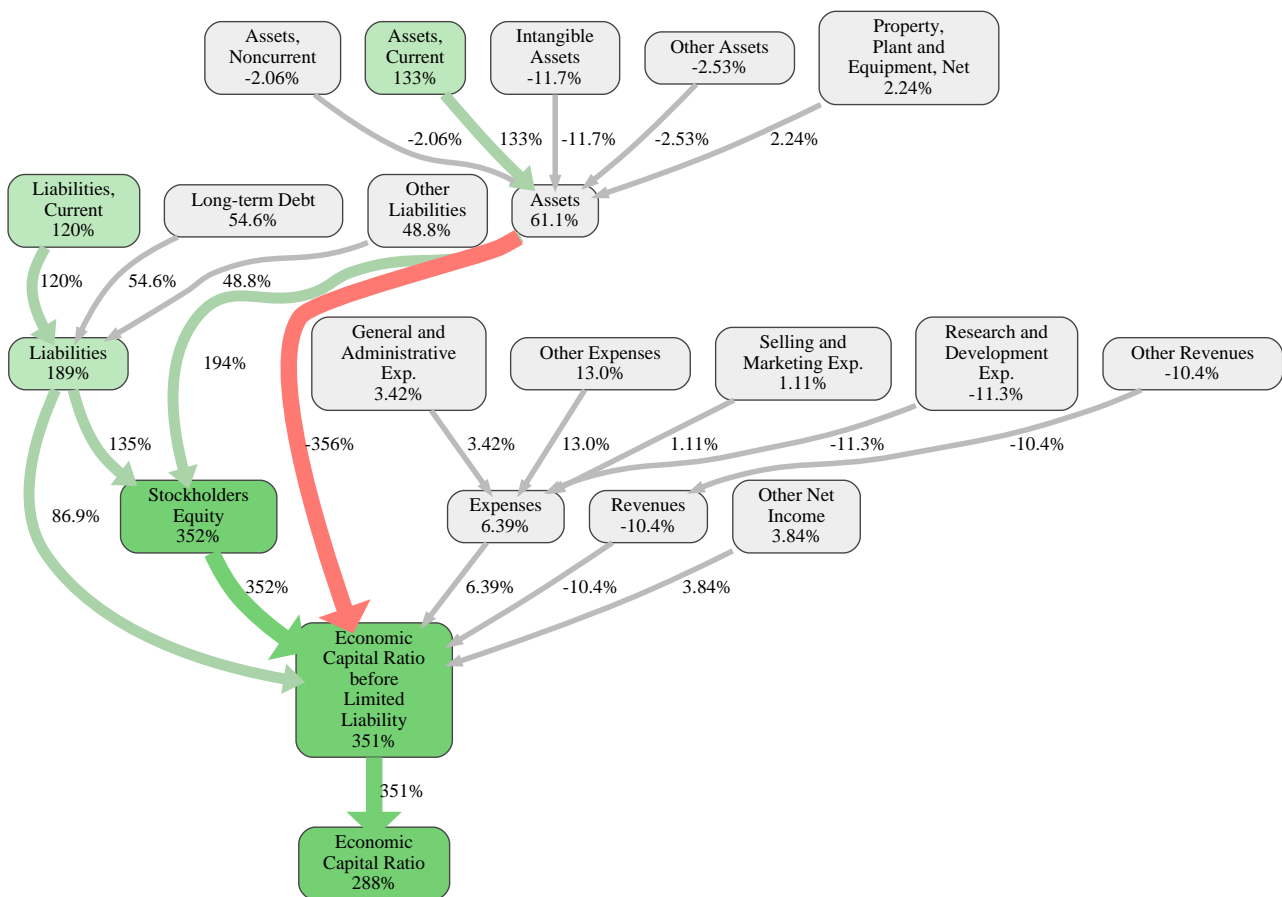 Assets,
Noncurrent
-2.06%
Assets,
Current
133%
Intangible
Assets
-11.7%
Other Assets
-2.53%
Property,
Plant and
Equipment, Net
2.24%
-2.06%
133%
-11.7%
-2.53%
2.24%
Liabilities,
Current
120%
Long-term Debt
54.6%
Other
Liabilities
48.8%
Assets
61.1%
120%
54.6%
48.8%
Liabilities
189%
194%
General and
Administrative
Exp.
3.42%
Other Expenses
13.0%
Selling and
Marketing Exp.
1.11%
Research and
Development
Exp.
-11.3%
Other Revenues
-10.4%
135%
-356%
3.42%
13.0%
1.11%
-11.3%
-10.4%
86.9%
Stockholders
Equity
352%
Expenses
6.39%
Revenues
-10.4%
Other Net
Income
3.84%
352%
6.39%
-10.4%
3.84%
Economic
Capital Ratio
before
Limited
Liability
351%
351%
Economic
Capital Ratio
288%